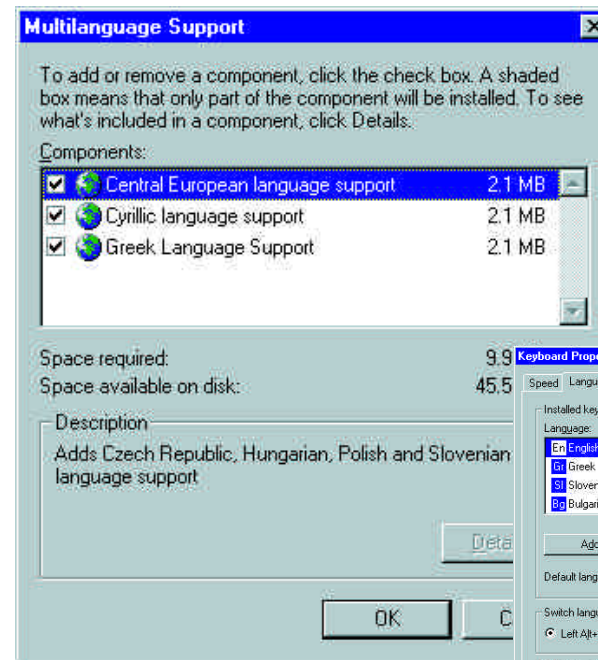 Multilanguage Support
To add or remove a component, click the check box. A shaded
box means that only part of the component will be installed. To see
what's included in a component, click Details.
Components:
Central European language support 2.1 MB
Cyrillic language support 2.1 MB
Greek Language Support 2.1 MB
Space required: 9.9
Space available on disk: 45.5
Description
Adds Czech Republic, Hungarian, Polish and Slovenian
language support
Deta
OK C
Keyboard Prope
Speed Langu
Installed key
Language:
En English
Gr Greek
Sl Sloven
Bg Bulgari
Add
Default lang
Switch langu
Left Alt+